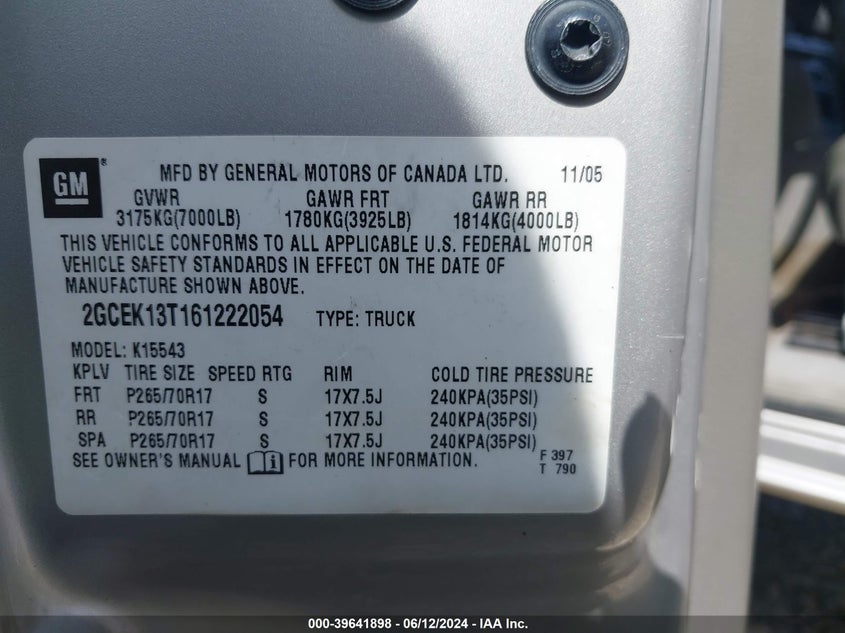 GM ® MFD BY GENERAL MOTORS OF CANADA LTD. 11/05
GVWR GAWR FRT GAWR RR
3175KG(7000LB) 1780KG(3925LB) 1814KG(4000LB)
THIS VEHICLE CONFORMS TO ALL APPLICABLE U.S. FEDERAL MOTOR
VEHICLE SAFETY STANDARDS IN EFFECT ON THE DATE OF
MANUFACTURE SHOWN ABOVE.
2GCEK13T161222054 TYPE: TRUCK
MODEL: K15543
KPLV TIRE SIZE SPEED RTG RIM COLD TIRE PRESSURE
FRT P265/70R17 S 17X7.5J 240KPA(35PSI)
RR P265/70R17 S 17X7.5J 240KPA(35PSI)
SPA P265/70R17 S 17X7.5J 240KPA(35PSI)
SEE OWNER'S MANUAL i FOR MORE INFORMATION. F 397
T 790
000-39641898 - 06/12/2024 - IAA Inc.